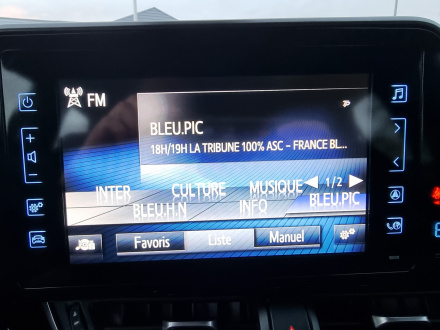 FM
BLEU.PIC
18H/19H LA TRIBUNE 100% ASC – FRANCE BL...
INTER CULTURE MUSIQUE 1/2
BLEU.H.N INFO BLEU.PIC
Favoris Liste Manuel